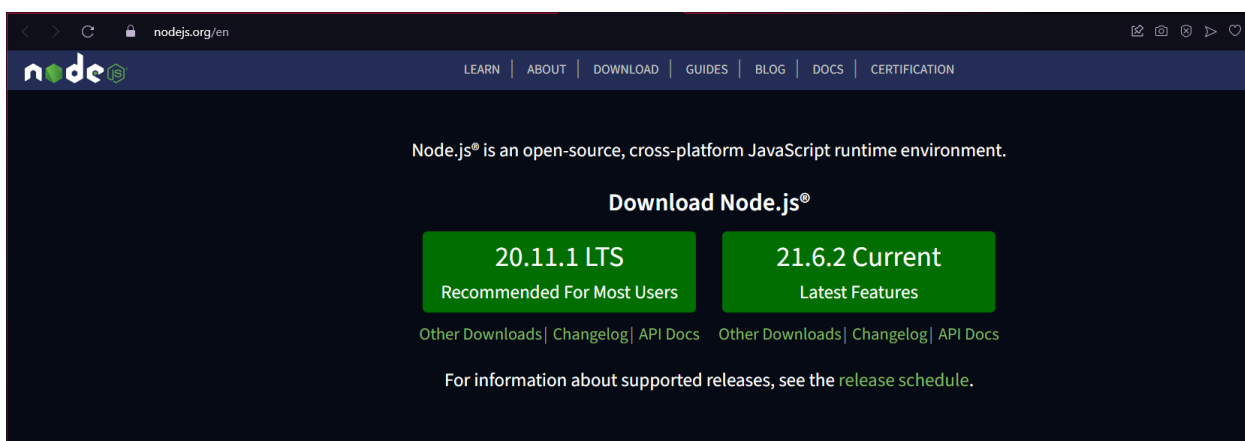 nodejs.org/en
node JS
LEARN | ABOUT | DOWNLOAD | GUIDES | BLOG | DOCS | CERTIFICATION
Node.js® is an open-source, cross-platform JavaScript runtime environment.
Download Node.js®
20.11.1 LTS
Recommended For Most Users
21.6.2 Current
Latest Features
Other Downloads| Changelog| API Docs
Other Downloads| Changelog| API Docs
For information about supported releases, see the release schedule.